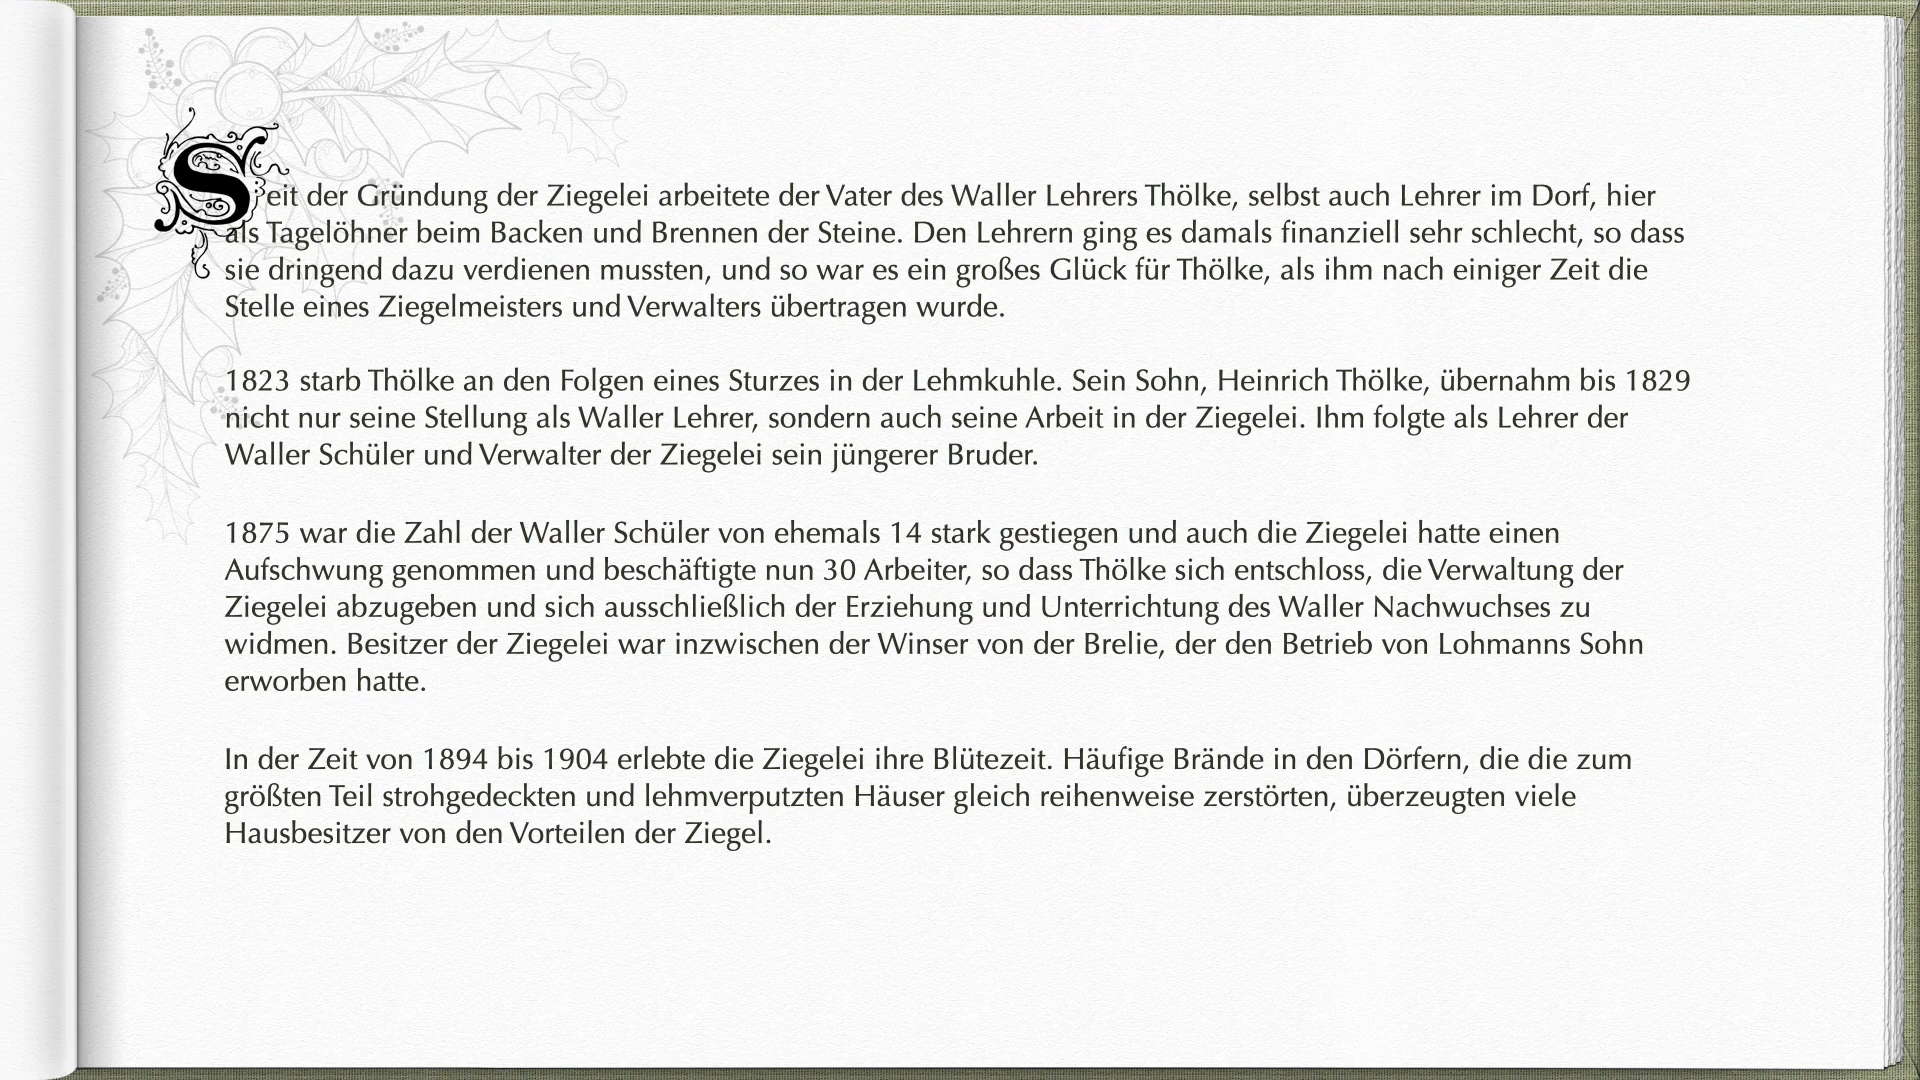 Seit der Gründung der Ziegelei arbeitete der Vater des Waller Lehrers Thölke, selbst auch Lehrer im Dorf, hier
als Tagelöhner beim Backen und Brennen der Steine. Den Lehrern ging es damals finanziell sehr schlecht, so dass
sie dringend dazu verdienen mussten, und so war es ein großes Glück für Thölke, als ihm nach einiger Zeit die
Stelle eines Ziegelmeisters und Verwalters übertragen wurde.
1823 starb Thölke an den Folgen eines Sturzes in der Lehmkuhle. Sein Sohn, Heinrich Thölke, übernahm bis 1829
nicht nur seine Stellung als Waller Lehrer, sondern auch seine Arbeit in der Ziegelei. Ihm folgte als Lehrer der
Waller Schüler und Verwalter der Ziegelei sein jüngerer Bruder.
1875 war die Zahl der Waller Schüler von ehemals 14 stark gestiegen und auch die Ziegelei hatte einen
Aufschwung genommen und beschäftigte nun 30 Arbeiter, so dass Thölke sich entschloss, die Verwaltung der
Ziegelei abzugeben und sich ausschließlich der Erziehung und Unterrichtung des Waller Nachwuchses zu
widmen. Besitzer der Ziegelei war inzwischen der Winser von der Brelie, der den Betrieb von Lohmanns Sohn
erworben hatte.
In der Zeit von 1894 bis 1904 erlebte die Ziegelei ihre Blütezeit. Häufige Brände in den Dörfern, die die zum
größten Teil strohgedeckten und lehmverputzten Häuser gleich reihenweise zerstörten, überzeugten viele
Hausbesitzer von den Vorteilen der Ziegel.